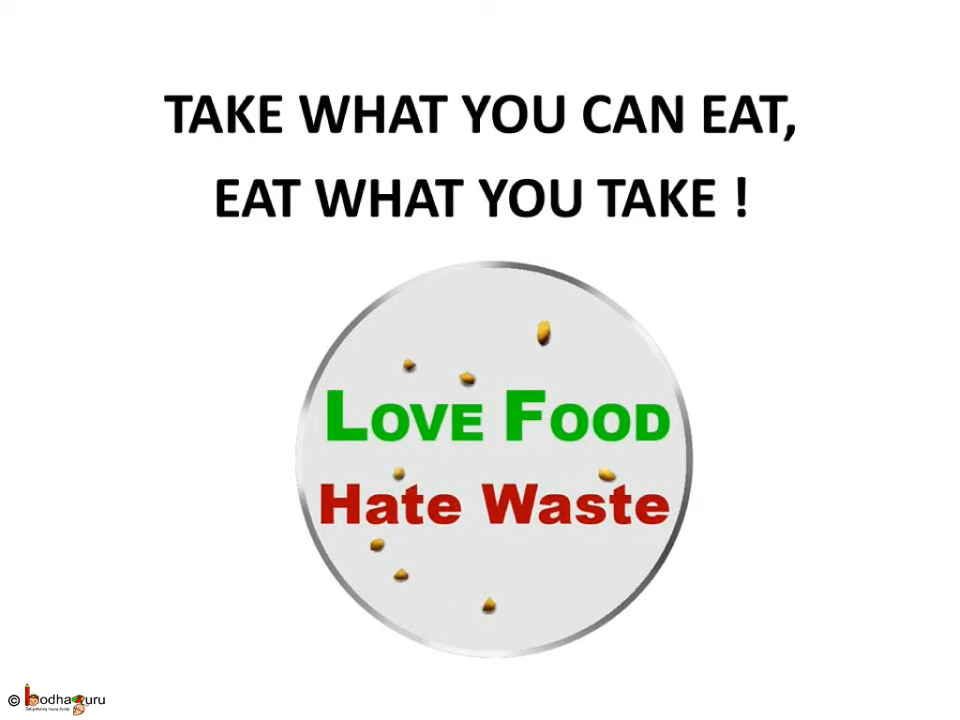 TAKE WHAT YOU CAN EAT,
EAT WHAT YOU TAKE !
LOVE FOOD
Hate Waste
© bodhaguru